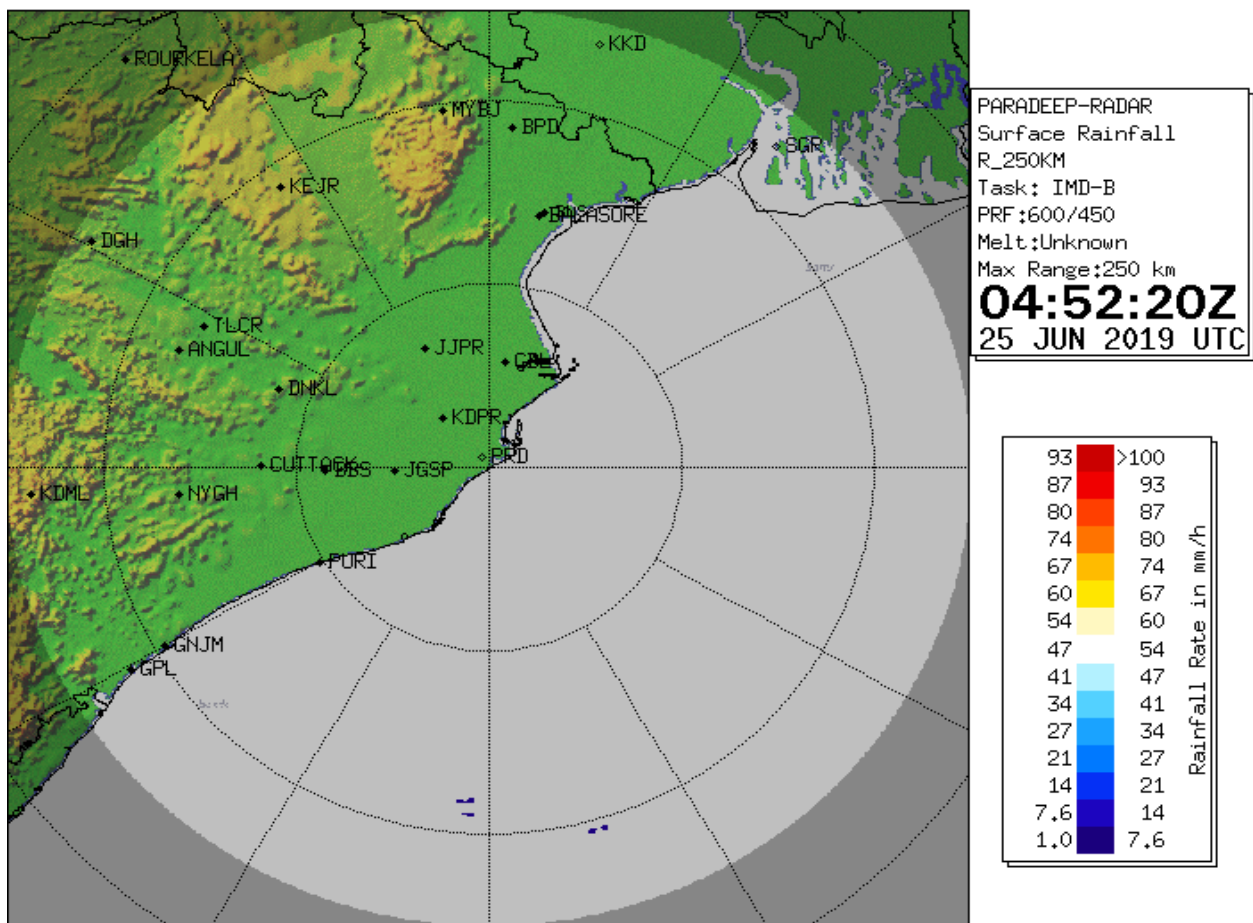 KKD
ROURKELA
MYBJ
BPD
SGR
KEJR
BALASORE
DGH
TLCR
ANGUL
JJPR
DNKL
KDPR
PRD
CUTTACK
BBS
JGSP
KDML
NYGH
PURI
GNJM
GPL
PARADEEP-RADAR
Surface Rainfall
R_250KM
Task: IMD-B
PRF:600/450
Melt:Unknown
Max Range:250 km
04:52:20Z
25 JUN 2019 UTC
93 >100
87 93
80 87
74 80
67 74
60 67
54 60
47 54
41 47
34 41
27 34
21 27
14 21
7.6 14
1.0 7.6
Rainfall Rate in mm/h